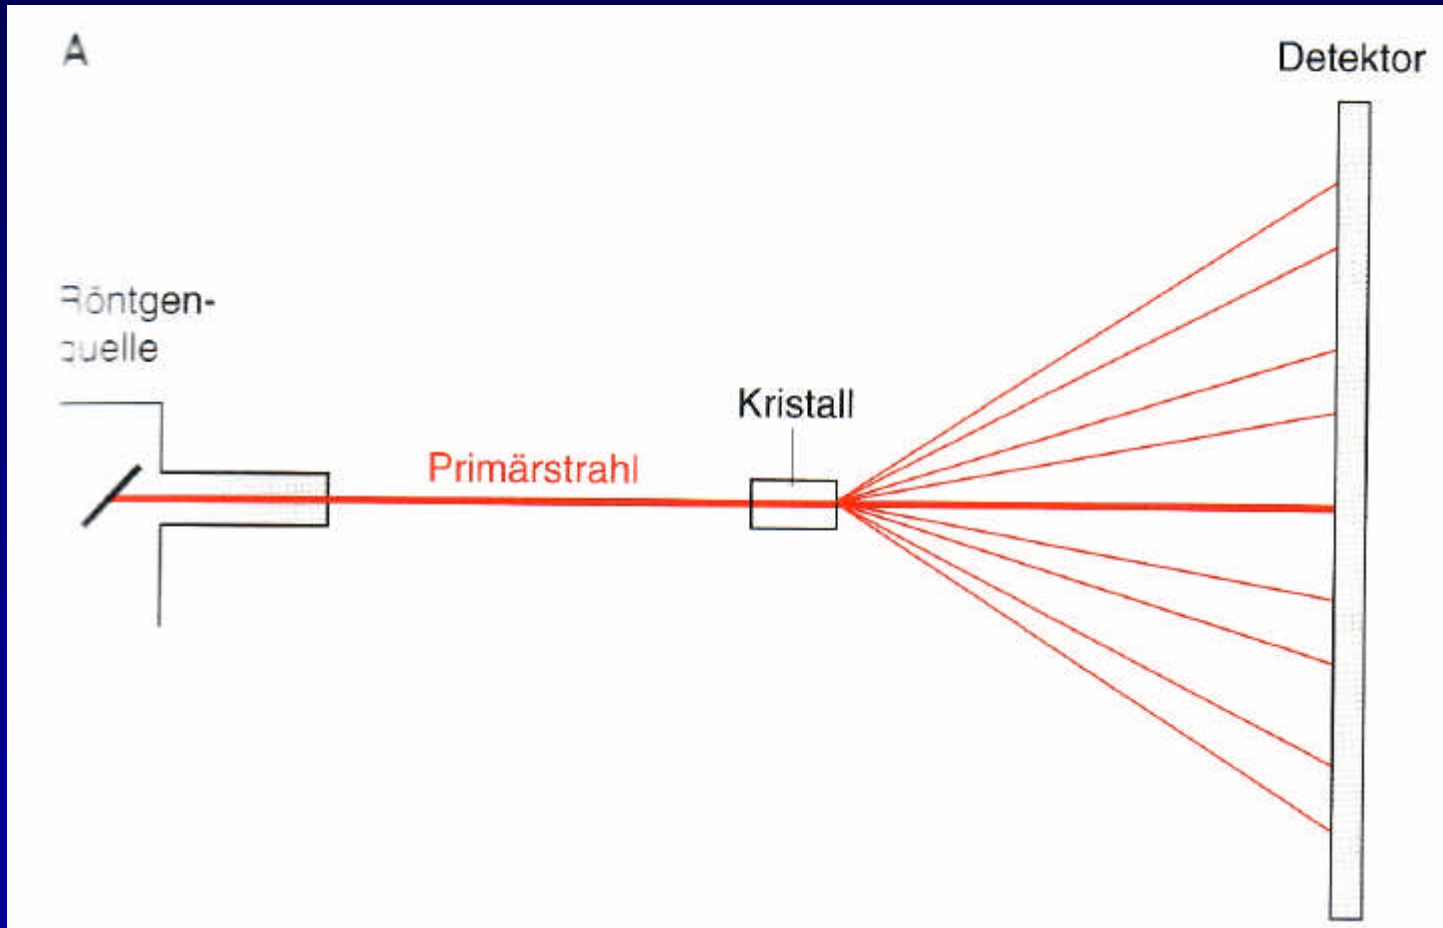 A
Detektor
Röntgen-
quelle
Kristall
Primärstrahl